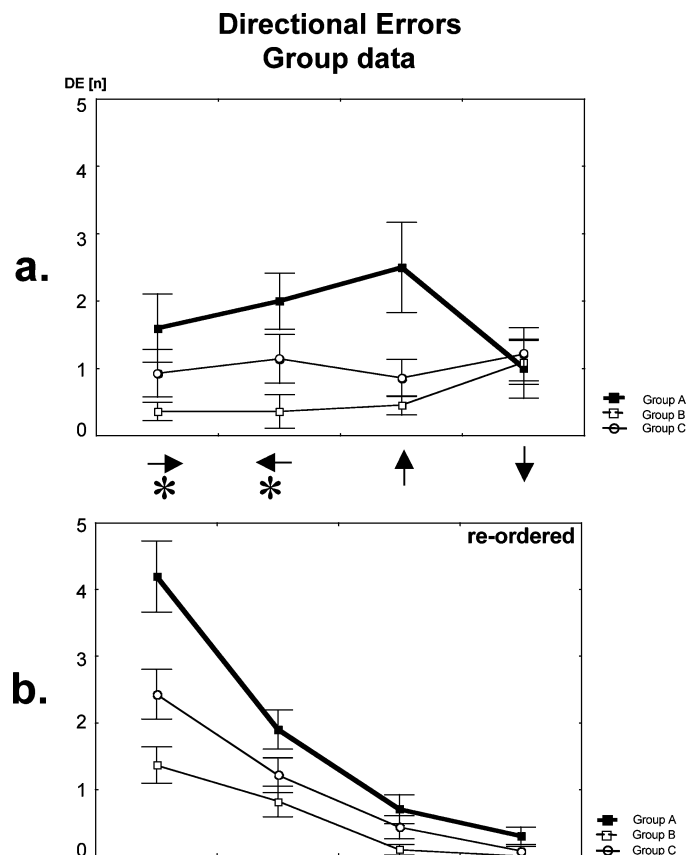 Directional Errors
Group data
DE [n]
5
4
3
a.
2
1
0
Group A
Group B
Group C
* *
re-ordered
4
3
b.
2
1
0
Group A
Group B
Group C